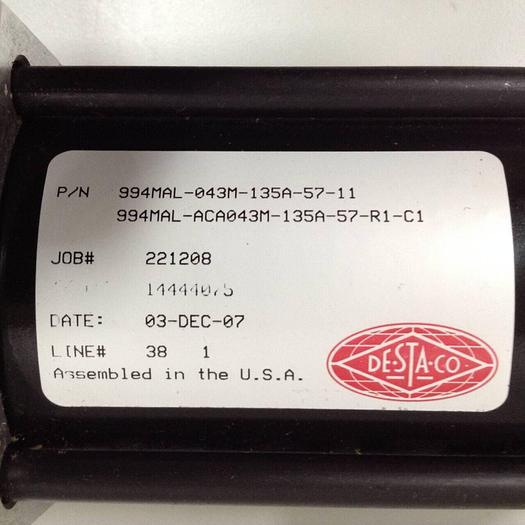 P/N 994MAL-043M-135A-57-11
994MAL-ACA043M-135A-57-R1-C1
JOB# 221208
DATE: 03-DEC-07
LINE# 38 1
Assembled in the U.S.A.
DE-STA-CO